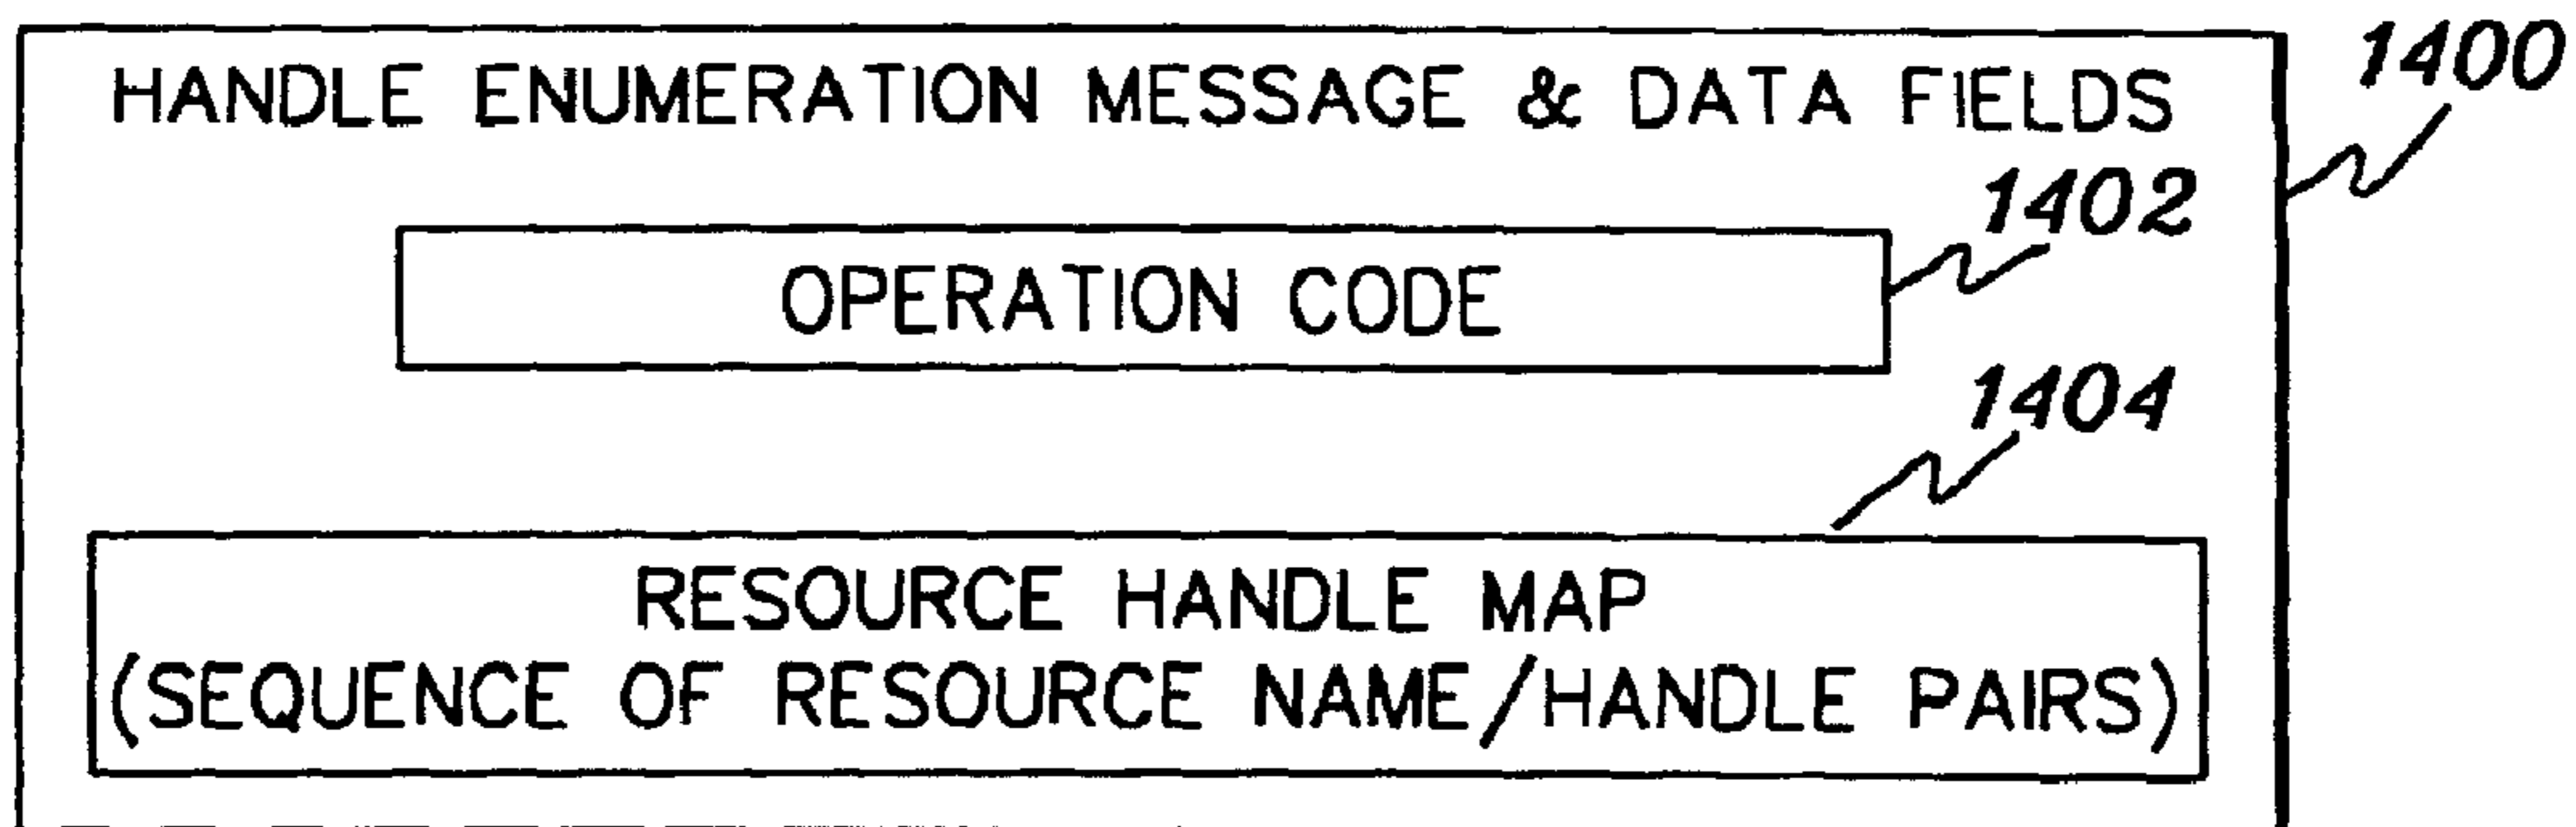 1400
HANDLE ENUMERATION MESSAGE & DATA FIELDS
1402
OPERATION CODE
1404
RESOURCE HANDLE MAP
(SEQUENCE OF RESOURCE NAME/HANDLE PAIRS)